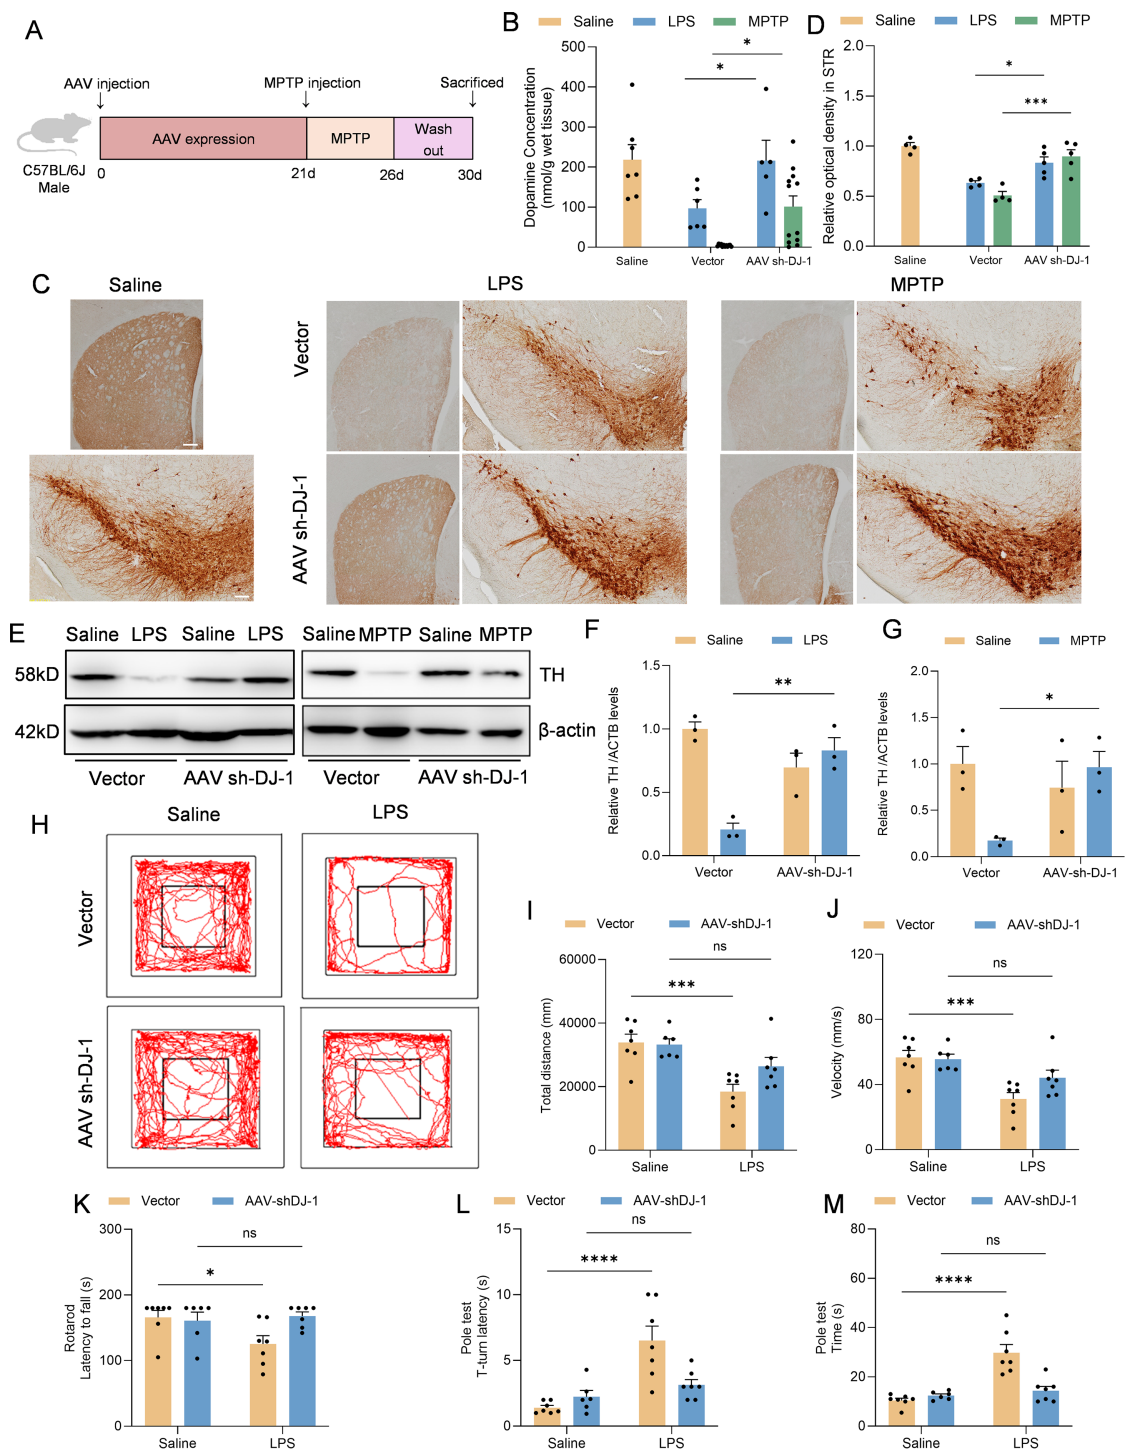 A
AAV injection
MPTP injection
Sacrificed
AAV expression
MPTP
Wash
out
C57BL/6J
Male
0
21d
26d
30d
B
Saline
LPS
MPTP
Dopamine Concentration
(nmol/g wet tissue)
500
400
300
200
100
0
*
*
Saline
Vector
AAV sh-DJ-1
D
Saline
LPS
MPTP
Relative optical density in STR
2.0
1.5
1.0
0.5
0.0
*
***
Saline
Vector
AAV sh-DJ-1
C
Saline
LPS
MPTP
Vector
AAV sh-DJ-1
E
Saline LPS Saline LPS
Saline MPTP Saline MPTP
58kD
TH
42kD
β-actin
Vector
AAV sh-DJ-1
Vector
AAV sh-DJ-1
F
Saline
LPS
Relative TH /ACTB levels
1.5
1.0
0.5
0.0
**
Vector
AAV-sh-DJ-1
G
Saline
MPTP
Relative TH /ACTB levels
2.0
1.5
1.0
0.5
0.0
*
Vector
AAV-sh-DJ-1
H
Saline
LPS
Vector
AAV sh-DJ-1
I
Vector
AAV-shDJ-1
Total distance (mm)
60000
40000
20000
0
***
ns
Saline
LPS
J
Vector
AAV-shDJ-1
Velocity (mm/s)
120
80
40
0
***
ns
Saline
LPS
K
Vector
AAV-shDJ-1
Rotarod
Latency to fall (s)
300
200
100
0
*
ns
Saline
LPS
L
Vector
AAV-shDJ-1
Pole test
T-turn latency (s)
15
10
5
0
****
ns
Saline
LPS
M
Vector
AAV-shDJ-1
Pole test
Time (s)
80
60
40
20
0
****
ns
Saline
LPS